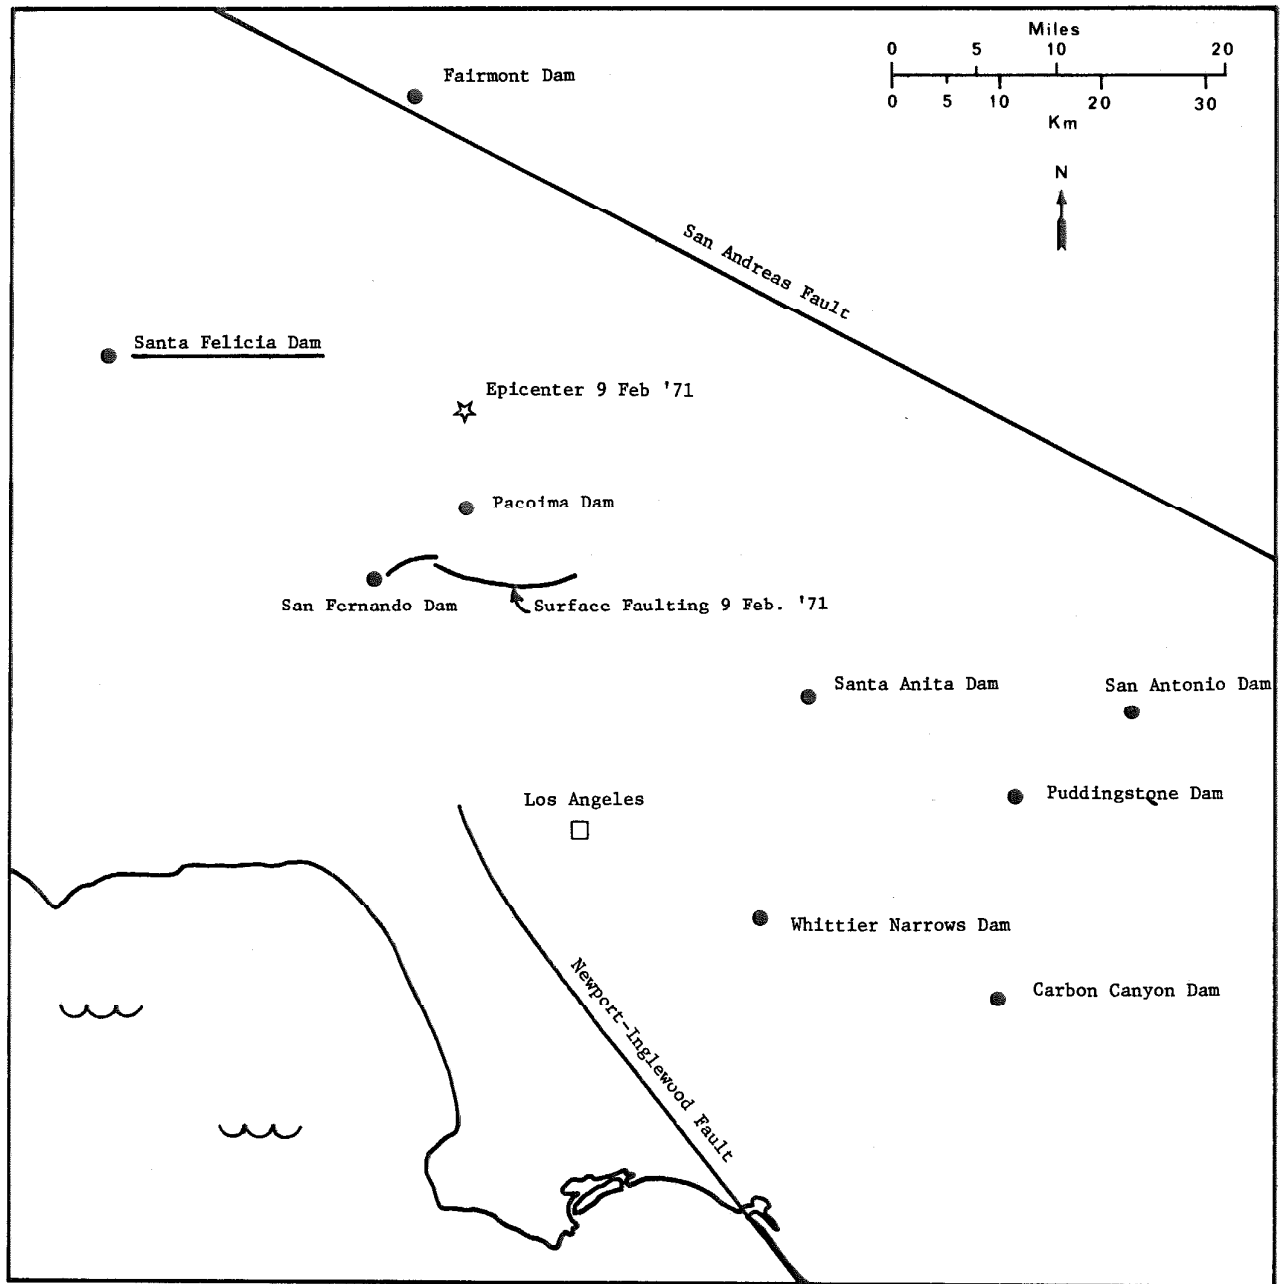 Miles
0 5 10 20
0 5 10 20 30
Km
N
Fairmont Dam
San Andreas Fault
Santa Felicia Dam
Epicenter 9 Feb '71
Pacoima Dam
San Fernando Dam
Surface Faulting 9 Feb. '71
Santa Anita Dam
San Antonio Dam
Los Angeles
Puddingstone Dam
Whittier Narrows Dam
Newport-Inglewood Fault
Carbon Canyon Dam